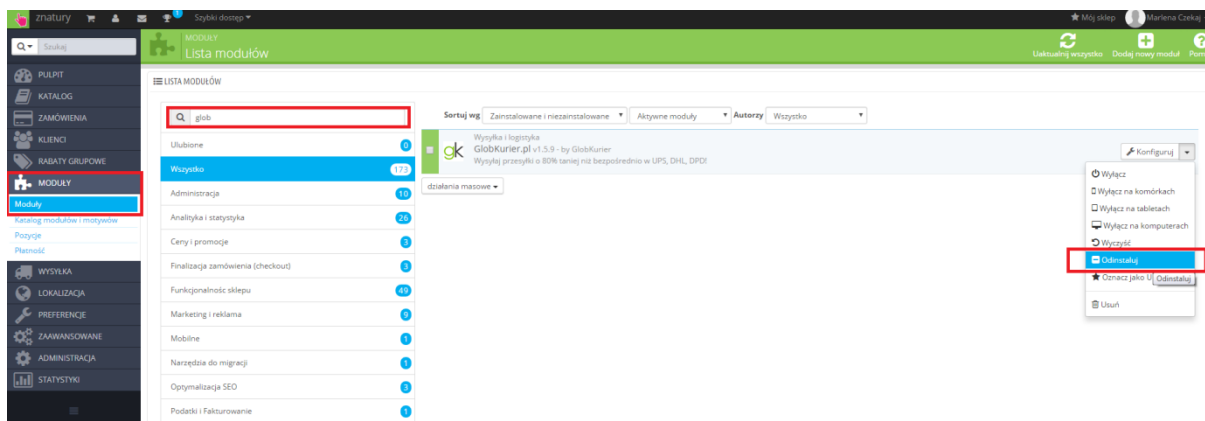 znatury
1
Szybki dostęp
Mój sklep
Marlena Czekaj
Szukaj
MODUŁY
Lista modułów
Uaktualnij wszystko
Dodaj nowy moduł
PULPIT
KATALOG
ZAMÓWIENIA
KLIENCI
RABATY GRUPOWE
MODUŁY
Moduły
Katalog modułów i motywów
Pozycje
Płatność
WYSYŁKA
LOKALIZACJA
PREFERENCJE
ZAAWANSOWANE
ADMINISTRACJA
STATYSTYKI
LISTA MODUŁÓW
glob
Ulubione 0
Wszystko 173
Administracja 10
Analityka i statystyka 26
Ceny i promocje 3
Finalizacja zamówienia (checkout) 3
Funkcjonalnośc sklepu 49
Marketing i reklama 9
Mobilne 1
Narzędzia do migracji 1
Optymalizacja SEO 3
Podatki i Fakturowanie 1
Sortuj wg Zainstalowane i niezainstalowane Aktywne moduły Autorzy Wszystko
gk
Wysyłka i logistyka
GlobKurier.pl v1.5.9 - by GlobKurier
Wysyłaj przesyłki o 80% taniej niż bezpośrednio w UPS, DHL, DPD!
działania masowe
Konfiguruj
Wyłącz
Wyłącz na komórkach
Wyłącz na tabletach
Wyłącz na komputerach
Wyczyść
Odinstaluj
Oznacz jako U
Odinstaluj
Usuń